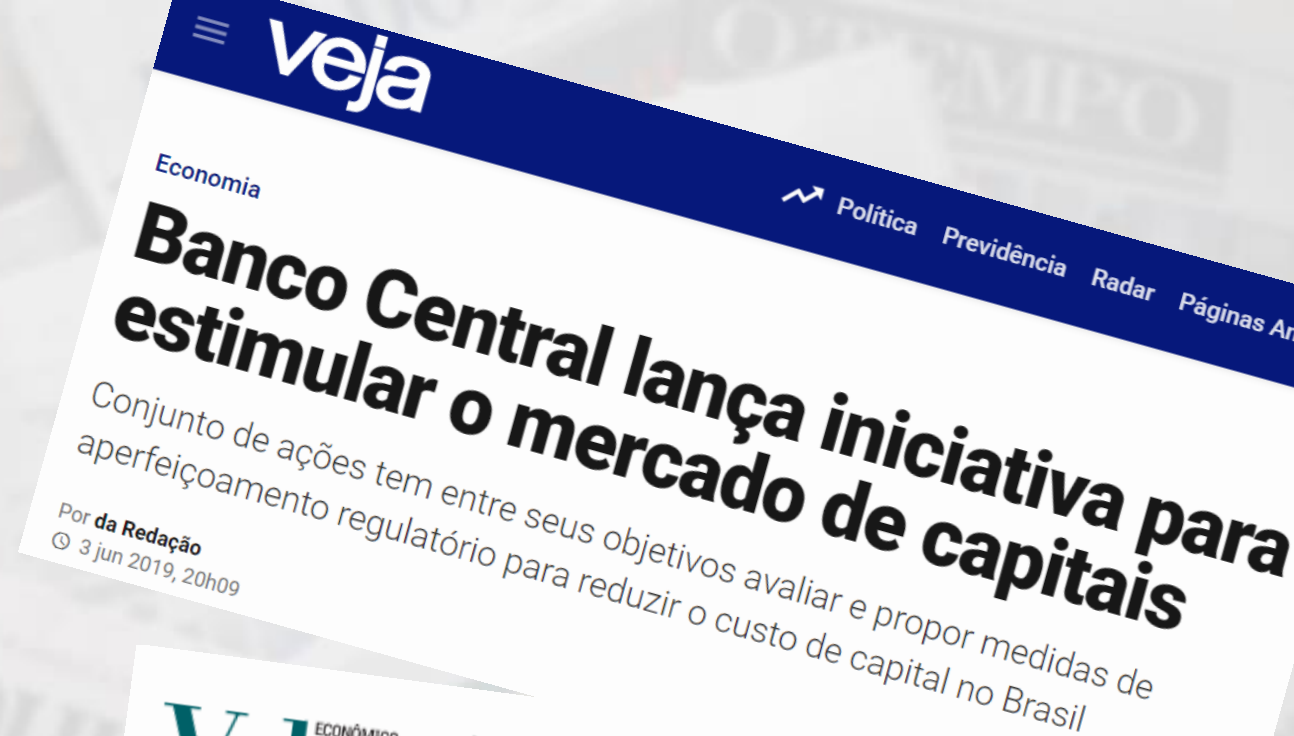 veja
Política Previdência Radar Páginas
Economia
Banco Central lança iniciativa para
estimular o mercado de capitais
Conjunto de ações tem entre seus objetivos avaliar e propor medidas de
aperfeiçoamento regulatório para reduzir o custo de capital no Brasil
Por da Redação
3 jun 2019, 20h09
ECONÔMICO